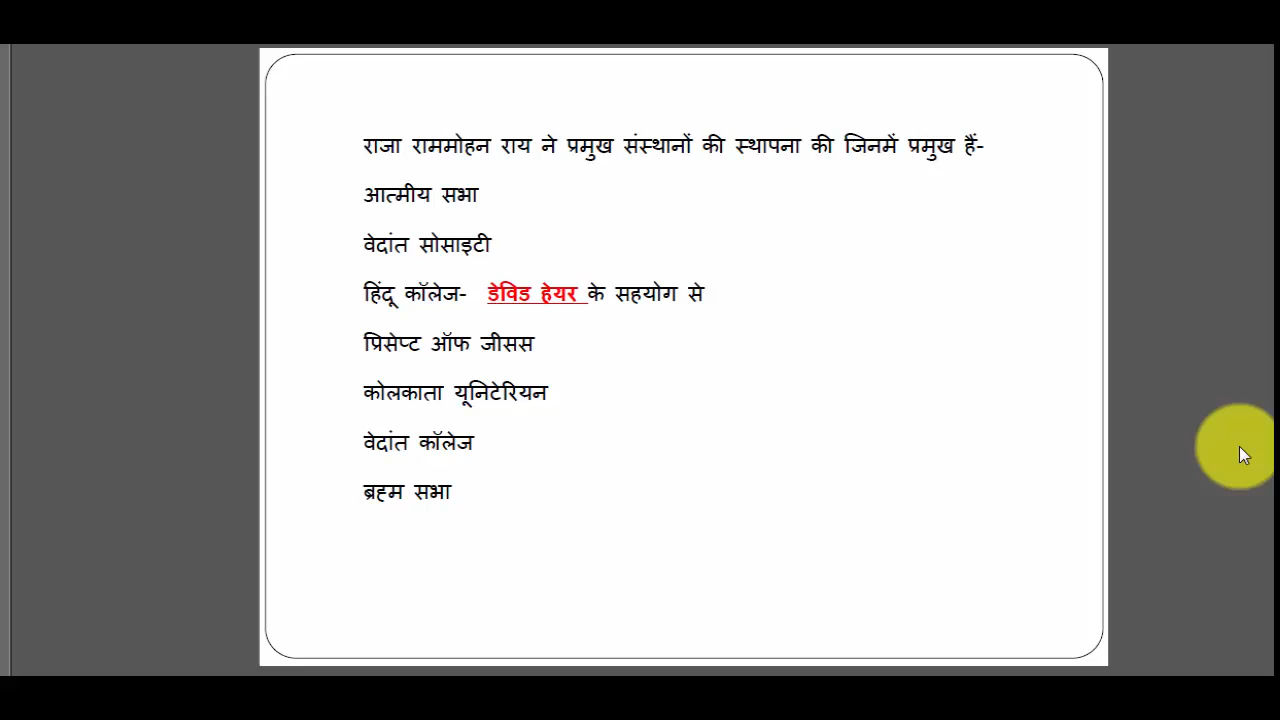 राजा राममोहन राय ने प्रमुख संस्थानों की स्थापना की जिनमें प्रमुख हैं-
आत्मीय सभा
वेदांत सोसाइटी
हिंदू कॉलेज- डेविड हेयर के सहयोग से
प्रिसेप्ट ऑफ जीसस
कोलकाता यूनिटेरियन
वेदांत कॉलेज
ब्रह्म सभा